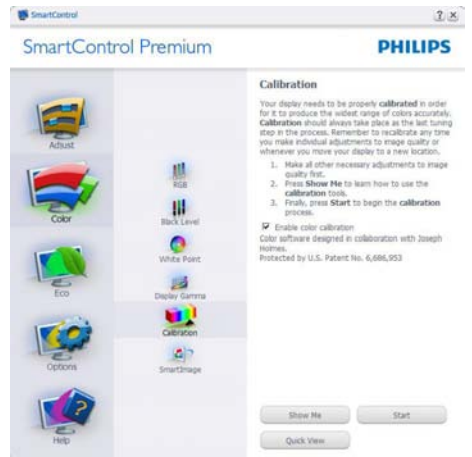 SmartControl
SmartControl Premium
PHILIPS
Adjust
Color
Eco
Options
Help
RGB
Black Level
White Point
Display Gamma
Calibration
SmartImage
Calibration
Your display needs to be properly calibrated in order
for it to produce the widest range of colors accurately.
Calibration should always take place as the last tuning
step in the process. Remember to recalibrate any time
you make individual adjustments to image quality or
whenever you move your display to a new location.
1. Make all other necessary adjustments to image
quality first.
2. Press Show Me to learn how to use the
calibration tools.
3. Finally, press Start to begin the calibration
process.
Enable color calibration
Color software designed in collaboration with Joseph
Holmes.
Protected by U.S. Patent No. 6,686,953
Show Me
Start
Quick View